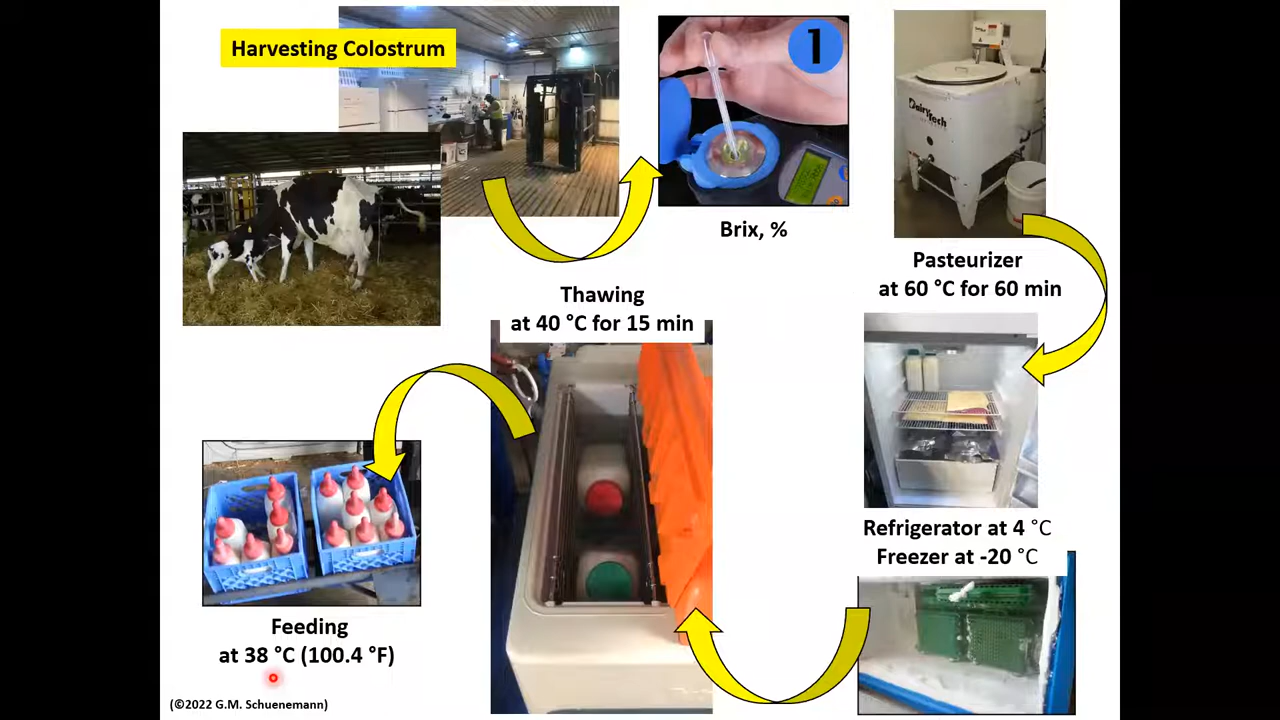 Harvesting Colostrum
1
Brix, %
DairyTech
Pasteurizer
at 60 °C for 60 min
Refrigerator at 4 °C
Freezer at -20 °C
Thawing
at 40 °C for 15 min
Feeding
at 38 °C (100.4 °F)
(©2022 G.M. Schuenemann)